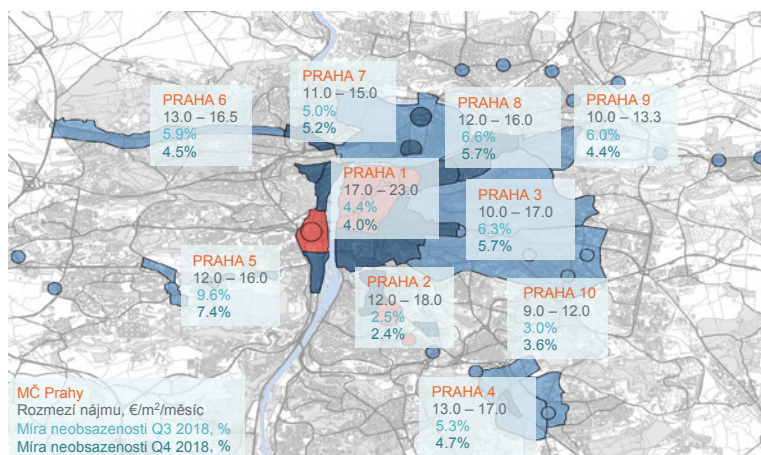 PRAHA 7
11.0 – 15.0
5.0%
5.2%
PRAHA 6
13.0 – 16.5
5.9%
4.5%
PRAHA 8
12.0 – 16.0
6.6%
5.7%
PRAHA 9
10.0 – 13.3
6.0%
4.4%
PRAHA 1
17.0 – 23.0
4.4%
4.0%
PRAHA 3
10.0 – 17.0
6.3%
5.7%
PRAHA 5
12.0 – 16.0
9.6%
7.4%
PRAHA 2
12.0 – 18.0
2.5%
2.4%
PRAHA 10
9.0 – 12.0
3.0%
3.6%
PRAHA 4
13.0 – 17.0
5.3%
4.7%
MČ Prahy
Rozmezí nájmu, €/m²/měsíc
Míra neobsazenosti Q3 2018, %
Míra neobsazenosti Q4 2018, %